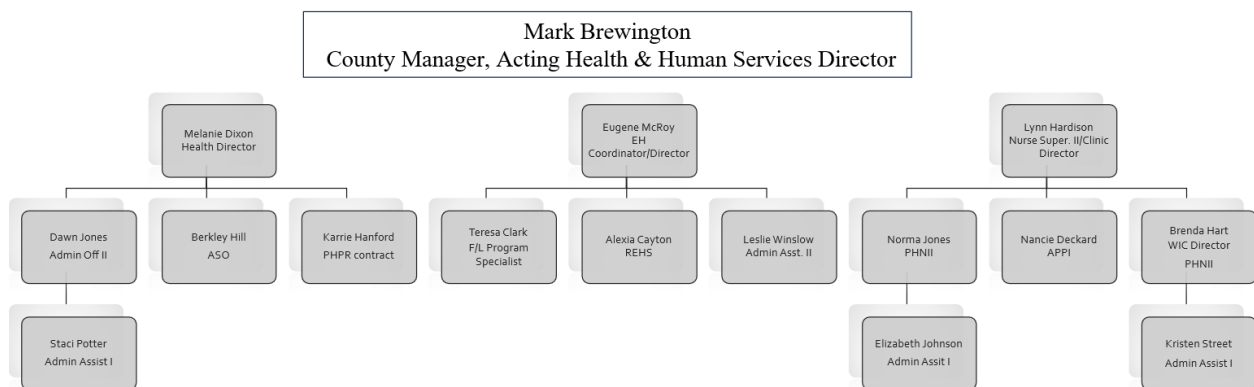 Mark Brewington
County Manager, Acting Health & Human Services Director
Melanie Dixon
Health Director
Eugene McRoy
EH
Coordinator/Director
Lynn Hardison
Nurse Super. II/Clinic
Director
Dawn Jones
Admin Off II
Berkley Hill
ASO
Karrie Hanford
PHPR contract
Teresa Clark
F/L Program
Specialist
Alexia Cayton
REHS
Leslie Winslow
Admin Asst. II
Norma Jones
PHNII
Nancie Deckard
APPI
Brenda Hart
WIC Director
PHNII
Staci Potter
Admin Assist I
Elizabeth Johnson
Admin Assit I
Kristen Street
Admin Assist I